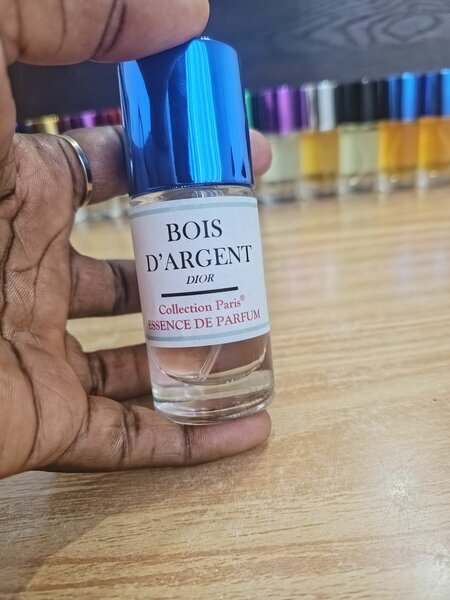 BOIS
D'ARGENT
DIOR
Collection Paris®
ESSENCE DE PARFUM